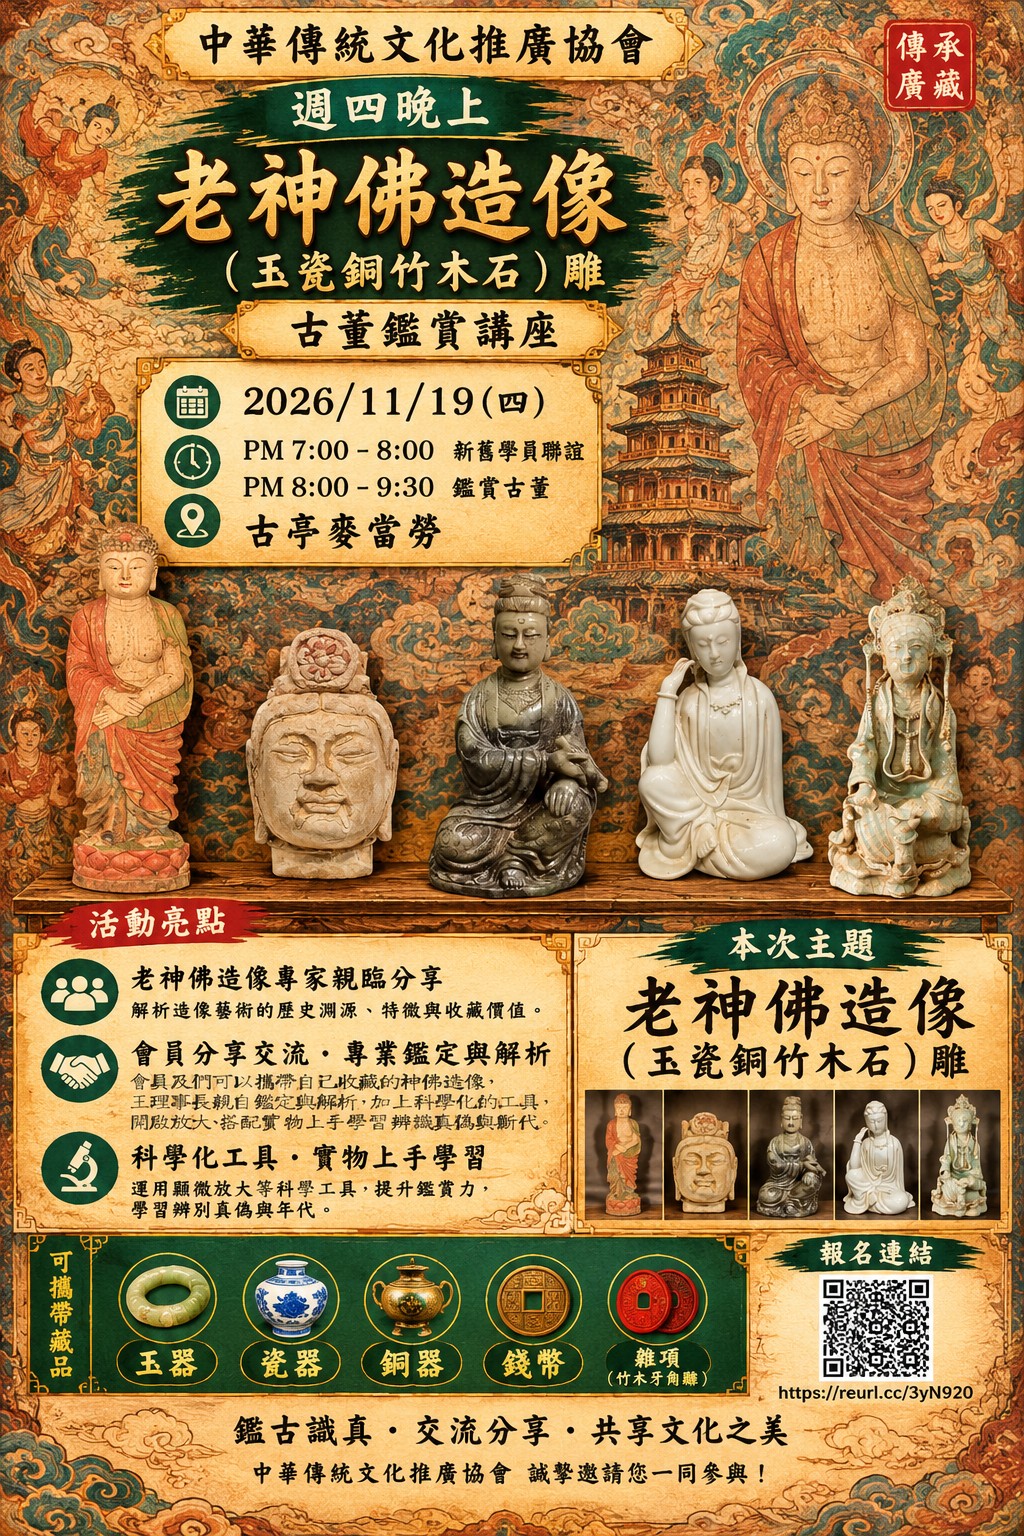 中華傳統文化推廣協會
傳承
廣藏
週四晚上
老神佛造像
（玉瓷銅竹木石）雕
古董鑑賞講座
2026/11/19(四)
PM 7:00 – 8:00 新舊學員聯誼
PM 8:00 – 9:30 鑑賞古董
古亭麥當勞
活動亮點
老神佛造像專家親臨分享
解析造像藝術的歷史淵源、特徵與收藏價值。
會員分享交流・專業鑑定與解析
會員及們可以攜帶自己收藏的神佛造像，
王理事長親自鑑定與解析，加上科學化的工具，
開啟放大、搭配實物上手學習辨識真偽與斷代。
科學化工具・實物上手學習
運用顯微放大等科學工具，提升鑑賞力，
學習辨別真偽與年代。
本次主題
老神佛造像
（玉瓷銅竹木石）雕
可攜帶藏品
玉器
瓷器
銅器
錢幣
雜項
（竹木牙角雕）
報名連結
https://reurl.cc/3yN920
鑑古識真・交流分享・共享文化之美
中華傳統文化推廣協會 誠摯邀請您一同參與！